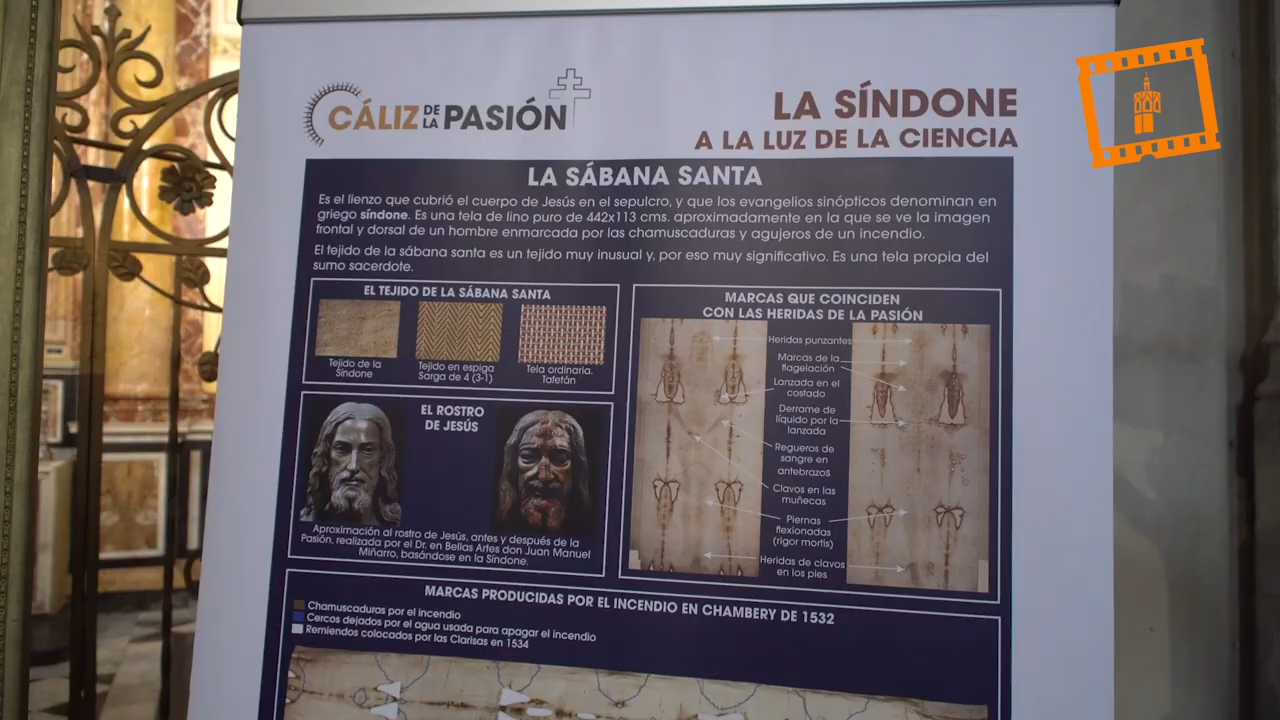 CÁLIZ DE LA PASIÓN
LA SÍNDONE
A LA LUZ DE LA CIENCIA
LA SÁBANA SANTA
Es el lienzo que cubrió el cuerpo de Jesús en el sepulcro, y que los evangelios sinópticos denominan en
griego síndone. Es una tela de lino puro de 442x113 cms. aproximadamente en la que se ve la imagen
frontal y dorsal de un hombre enmarcada por las chamuscaduras y agujeros de un incendio.
El tejido de la sábana santa es un tejido muy inusual y, por eso muy significativo. Es una tela propia del
sumo sacerdote.
EL TEJIDO DE LA SÁBANA SANTA
Tejido de la
Síndone
Tejido en espiga
Sarga de 4 (3-1)
Tela ordinaria.
Tafetán
EL ROSTRO
DE JESÚS
Aproximación al rostro de Jesús, antes y después de la
Pasión, realizada por el Dr. en Bellas Artes don Juan Manuel
Miñarro, basándose en la Síndone.
MARCAS QUE COINCIDEN
CON LAS HERIDAS DE LA PASIÓN
Heridas punzantes
Marcas de la
flagelación
Lanzado en el
costado
Derrame de
líquido por la
lanzada
Regueros de
sangre en
antebrazos
Clavos en las
muñecas
Piernas
flexionadas
(rigor mortis)
Heridas de clavos
en los pies
MARCAS PRODUCIDAS POR EL INCENDIO EN CHAMBERY DE 1532
Chamuscaduras por el incendio
Cercos dejados por el agua usada para apagar el incendio
Remiendos colocados por las Clarisas en 1534